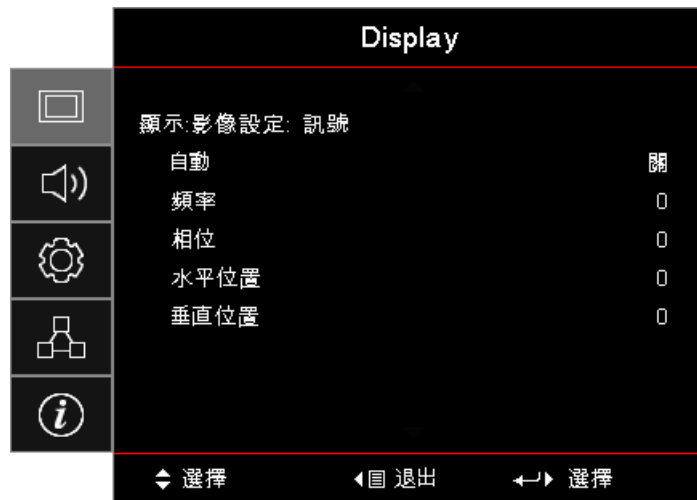 Display
顯示:影像設定: 訊號
自動 關
頻率 0
相位 0
水平位置 0
垂直位置 0
選擇 退出 選擇